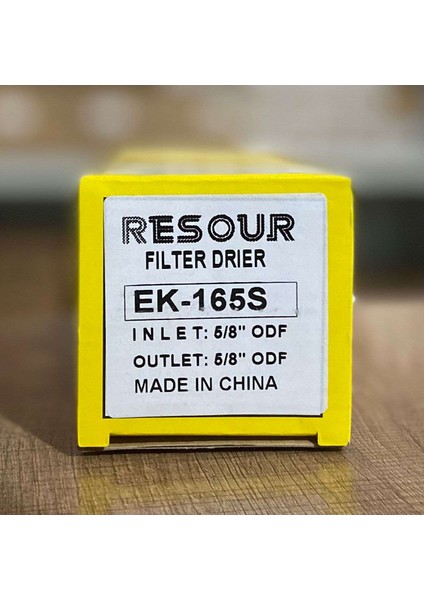 RESOUR
FILTER DRIER
EK-165S
INLET: 5/8" ODF
OUTLET: 5/8" ODF
MADE IN CHINA